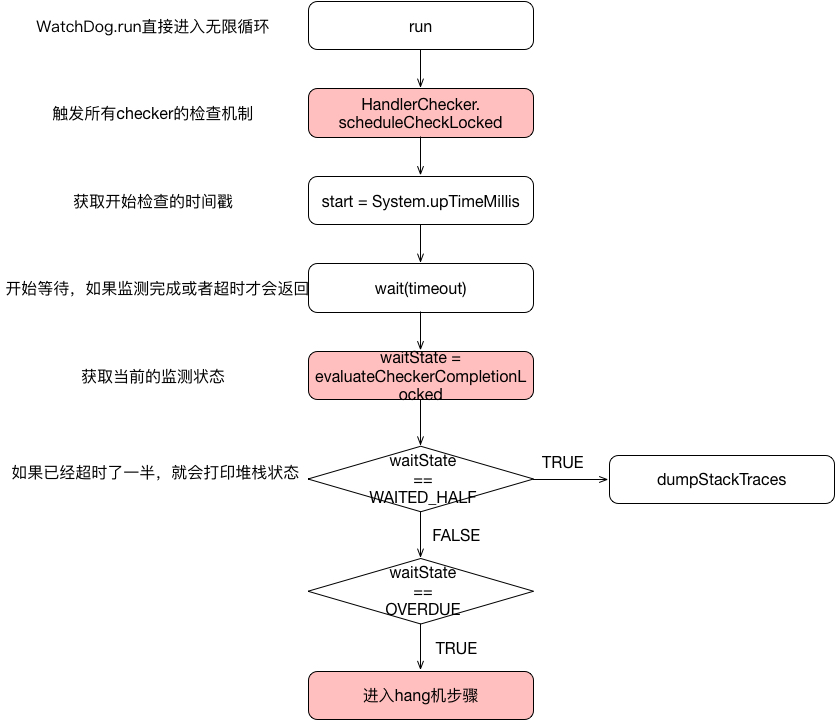 WatchDog.run直接进入无限循环
run
触发所有checker的检查机制
HandlerChecker.
scheduleCheckLocked
获取开始检查的时间戳
start = System.upTimeMillis
开始等待，如果监测完成或者超时才会返回
wait(timeout)
获取当前的监测状态
waitState =
evaluateCheckerCompletionL
ocked
如果已经超时了一半，就会打印堆栈状态
waitState
==
WAITED_HALF
TRUE
dumpStackTraces
FALSE
waitState
==
OVERDUE
TRUE
进入hang机步骤